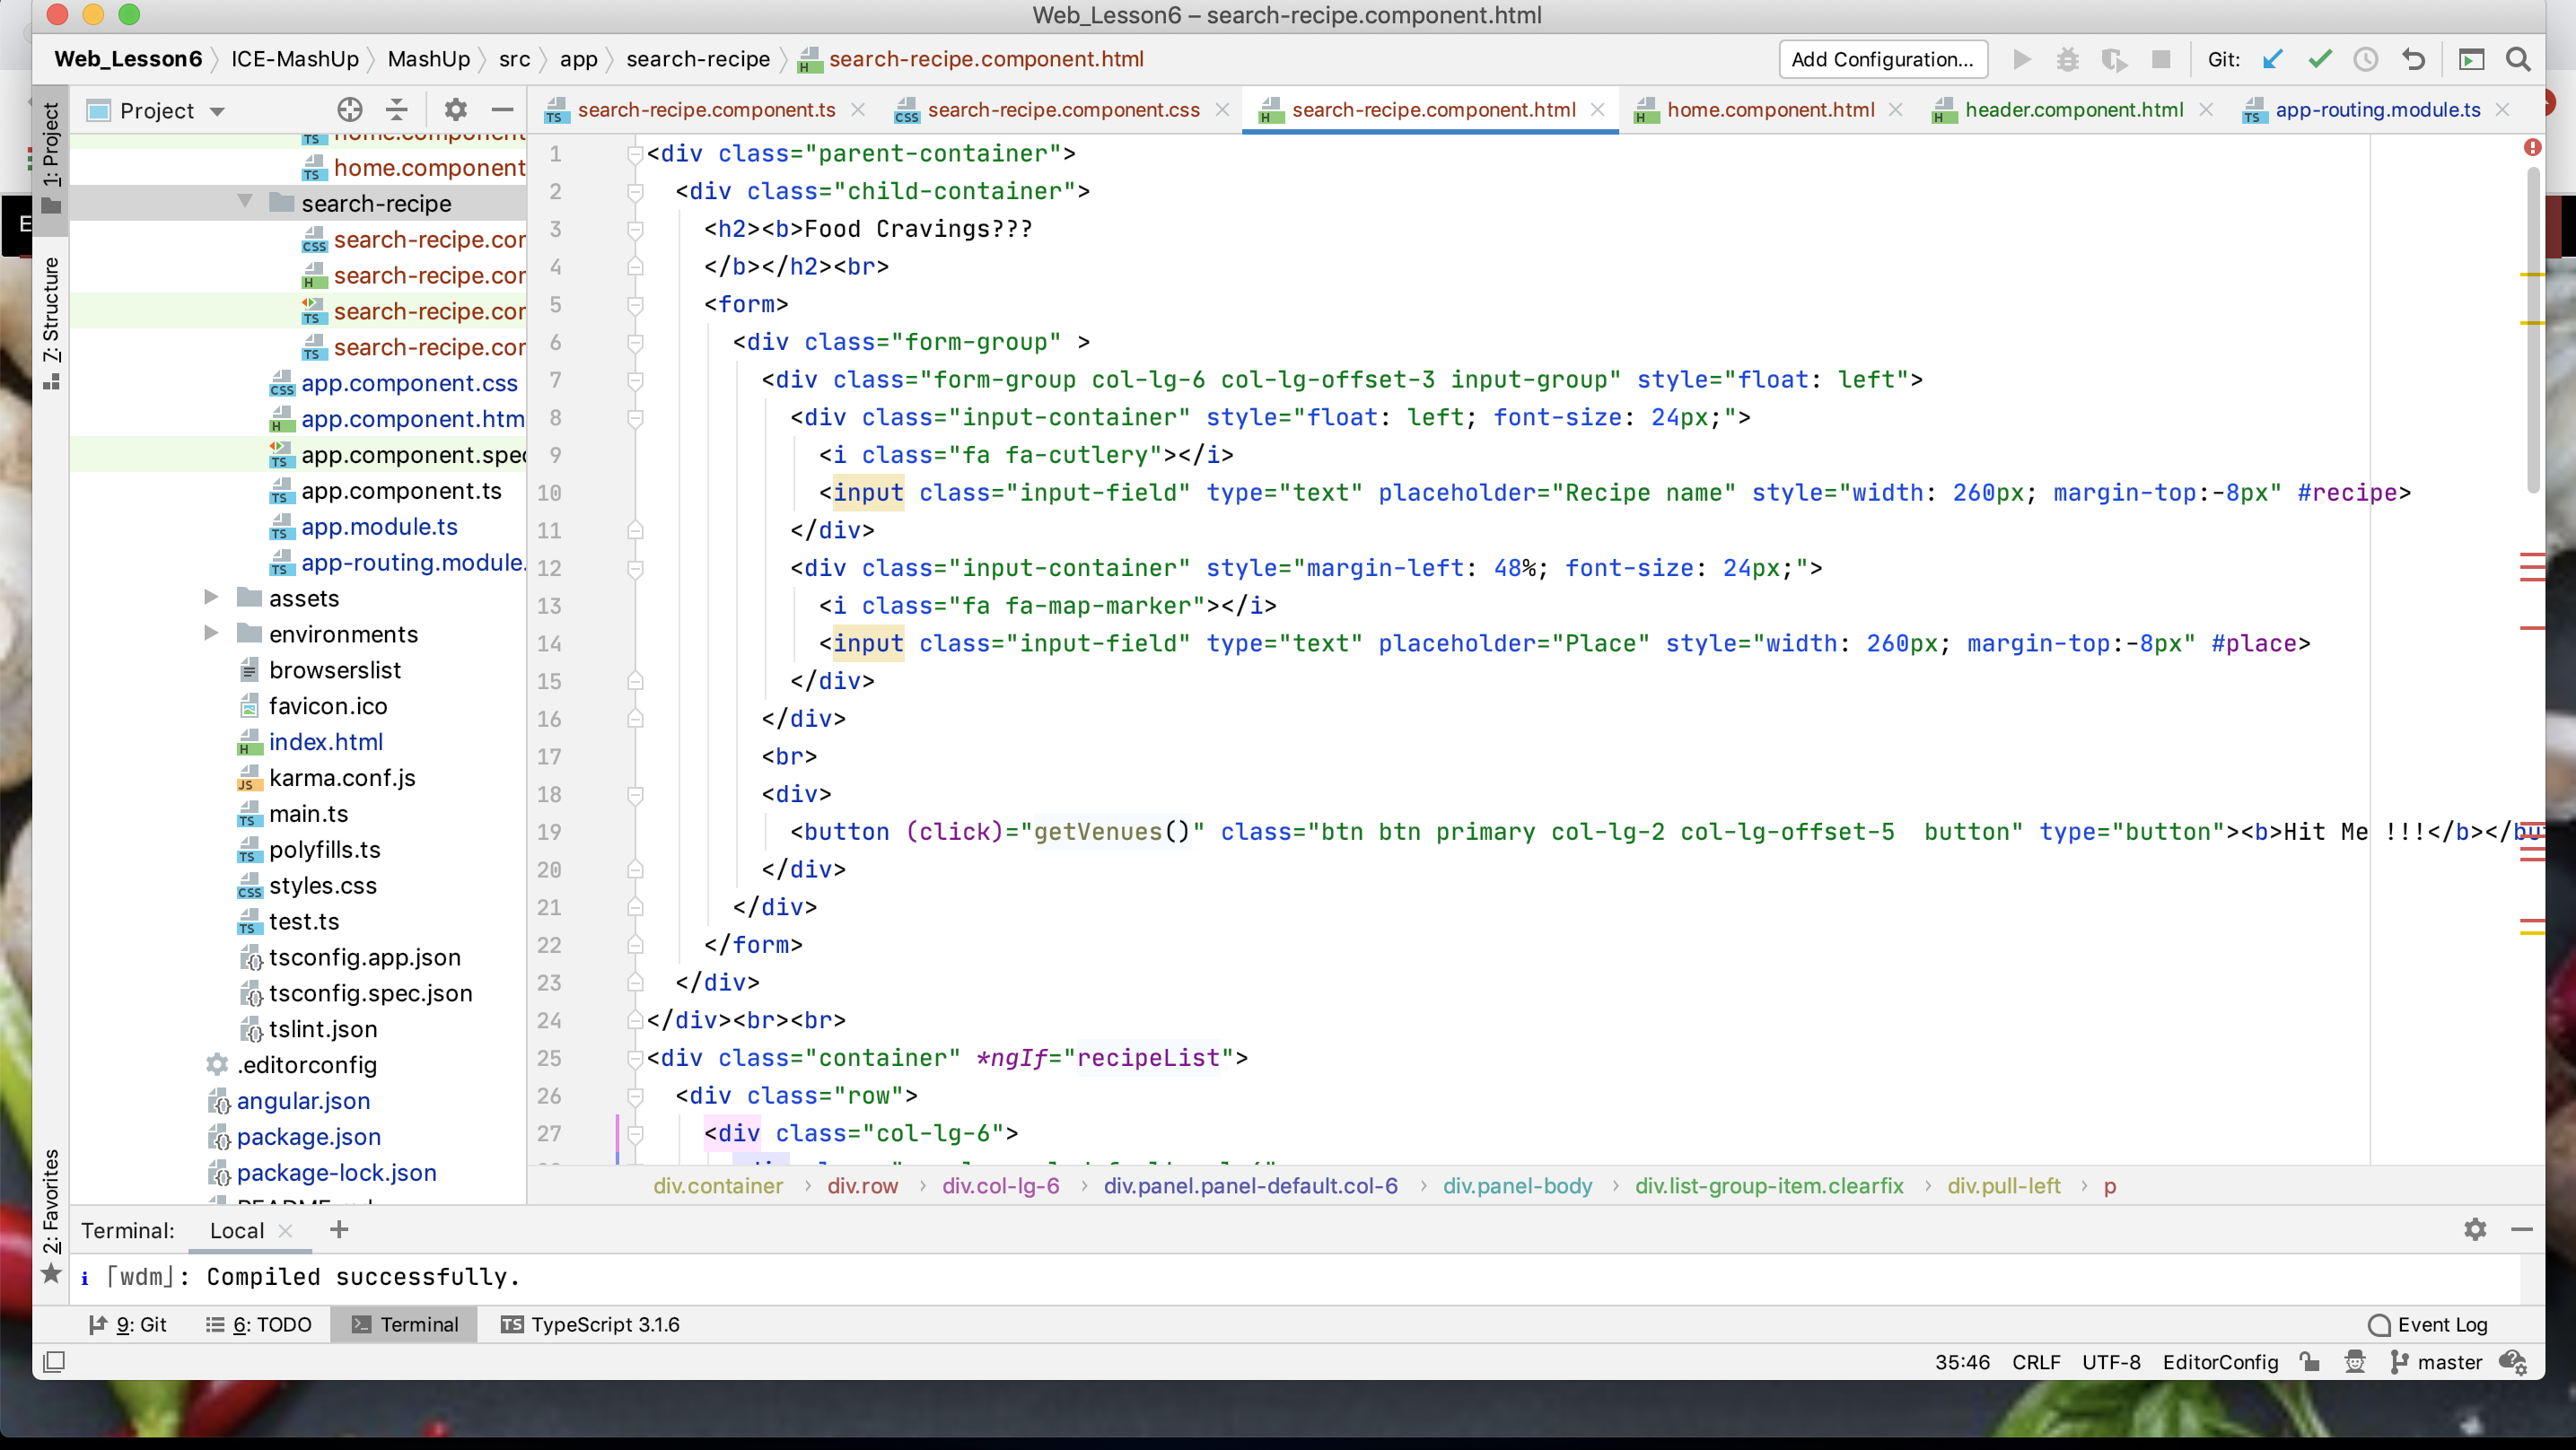 Web_Lesson6 – search-recipe.component.html
Web_Lesson6 ICE-MashUp MashUp src app search-recipe search-recipe.component.html
Add Configuration... Git:
1: Project
7: Structure
2: Favorites
Project
home.component
home.component
search-recipe
search-recipe.cor
search-recipe.cor
search-recipe.cor
search-recipe.cor
app.component.css
app.component.htm
app.component.spec
app.component.ts
app.module.ts
app-routing.module.
assets
environments
browserslist
favicon.ico
index.html
karma.conf.js
main.ts
polyfills.ts
styles.css
test.ts
tsconfig.app.json
tsconfig.spec.json
tslint.json
.editorconfig
angular.json
package.json
package-lock.json
search-recipe.component.ts search-recipe.component.css search-recipe.component.html home.component.html header.component.html app-routing.module.ts
1 <div class="parent-container">
2 <div class="child-container">
3 <h2><b>Food Cravings???
4 </b></h2><br>
5 <form>
6 <div class="form-group" >
7 <div class="form-group col-lg-6 col-lg-offset-3 input-group" style="float: left">
8 <div class="input-container" style="float: left; font-size: 24px;">
9 <i class="fa fa-cutlery"></i>
10 <input class="input-field" type="text" placeholder="Recipe name" style="width: 260px; margin-top:-8px" #recipe>
11 </div>
12 <div class="input-container" style="margin-left: 48%; font-size: 24px;">
13 <i class="fa fa-map-marker"></i>
14 <input class="input-field" type="text" placeholder="Place" style="width: 260px; margin-top:-8px" #place>
15 </div>
16 </div>
17 <br>
18 <div>
19 <button (click)="getVenues()" class="btn btn primary col-lg-2 col-lg-offset-5  button" type="button"><b>Hit Me !!!</b></but
20 </div>
21 </div>
22 </form>
23 </div>
24 </div><br><br>
25 <div class="container" *ngIf="recipeList">
26 <div class="row">
27 <div class="col-lg-6">
div.container › div.row › div.col-lg-6 › div.panel.panel-default.col-6 › div.panel-body › div.list-group-item.clearfix › div.pull-left › p
Terminal: Local
i ｢wdm｣: Compiled successfully.
9: Git 6: TODO Terminal TypeScript 3.1.6 Event Log
35:46 CRLF UTF-8 EditorConfig master